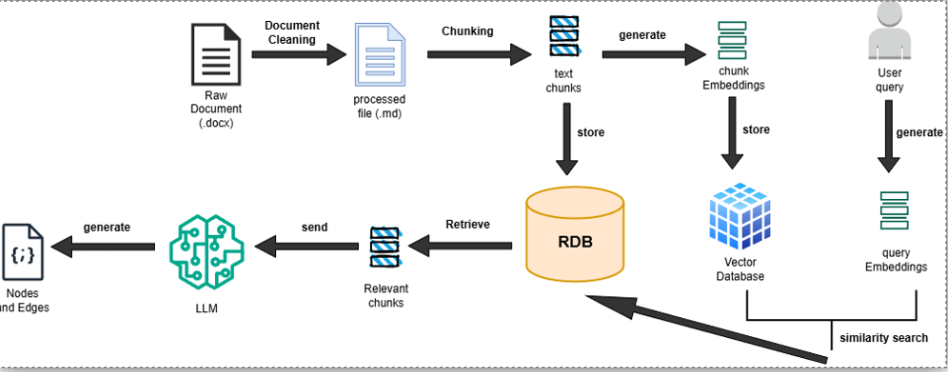 Document
Cleaning
Chunking
generate
Raw
Document
(.docx)
processed
file (.md)
text
chunks
chunk
Embeddings
User
query
store
store
generate
generate
send
Retrieve
RDB
{;}
Nodes
and Edges
LLM
Relevant
chunks
Vector
Database
query
Embeddings
similarity search